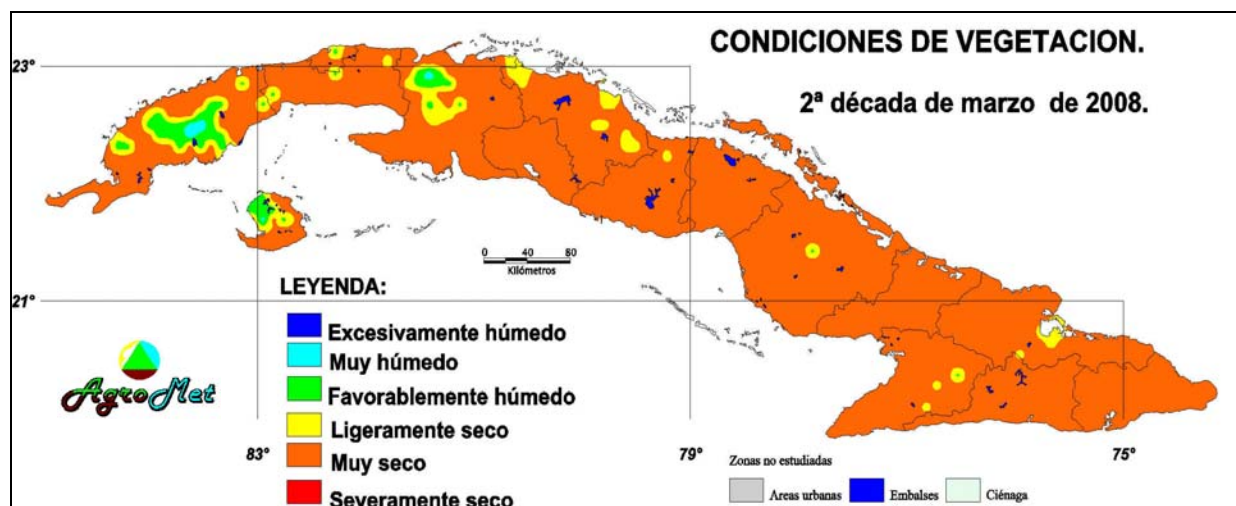 CONDICIONES DE VEGETACION.
2ª década de marzo de 2008.
23°
21°
83°
79°
75°
0 40 80
Kilómetros
LEYENDA:
Excesivamente húmedo
Muy húmedo
Favorablemente húmedo
Ligeramente seco
Muy seco
Severamente seco
AgroMet
Zonas no estudiadas
Areas urbanas
Embalses
Ciénaga